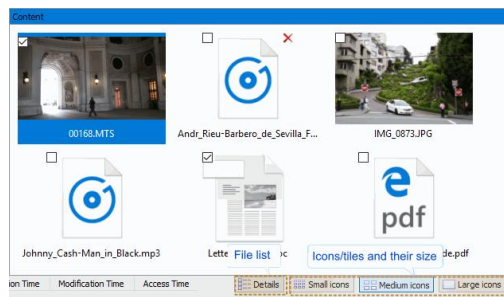 Content
00168.MTS
Andr_Rieu-Barbero_de_Sevilla_F...
IMG_0873.JPG
pdf
Johnny_Cash-Man_in_Black.mp3
Lette
oc
de.pdf
File list
Icons/tiles and their size
ion Time
Modification Time
Access Time
Details
Small icons
Medium icons
Large icons